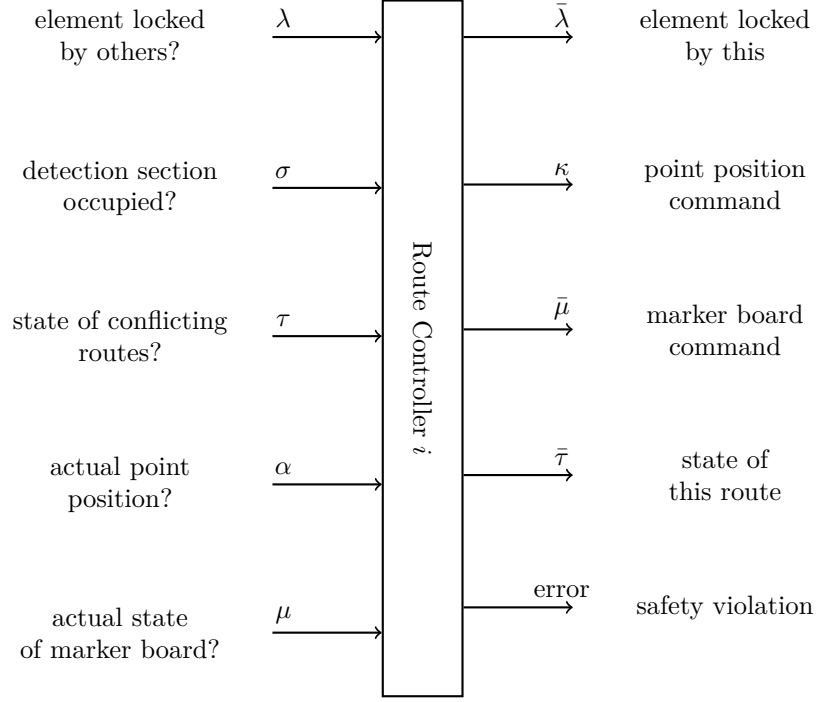 element locked
by others?
λ
λ̄
element locked
by this
detection section
occupied?
σ
κ
point position
command
state of conflicting
routes?
τ
μ̄
marker board
command
actual point
position?
α
τ̄
state of
this route
actual state
of marker board?
μ
error
safety violation
Route Controller i